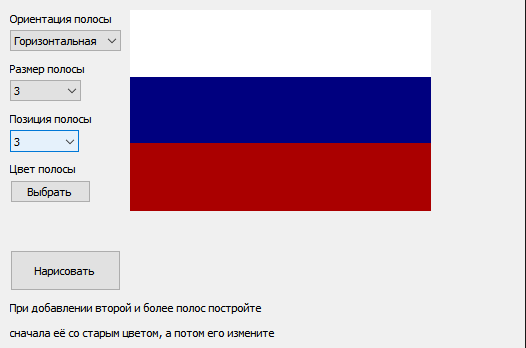 Ориентация полосы
Горизонтальная
Размер полосы
3
Позиция полосы
3
Цвет полосы
Выбрать
Нарисовать
При добавлении второй и более полос постройте
сначала её со старым цветом, а потом его измените